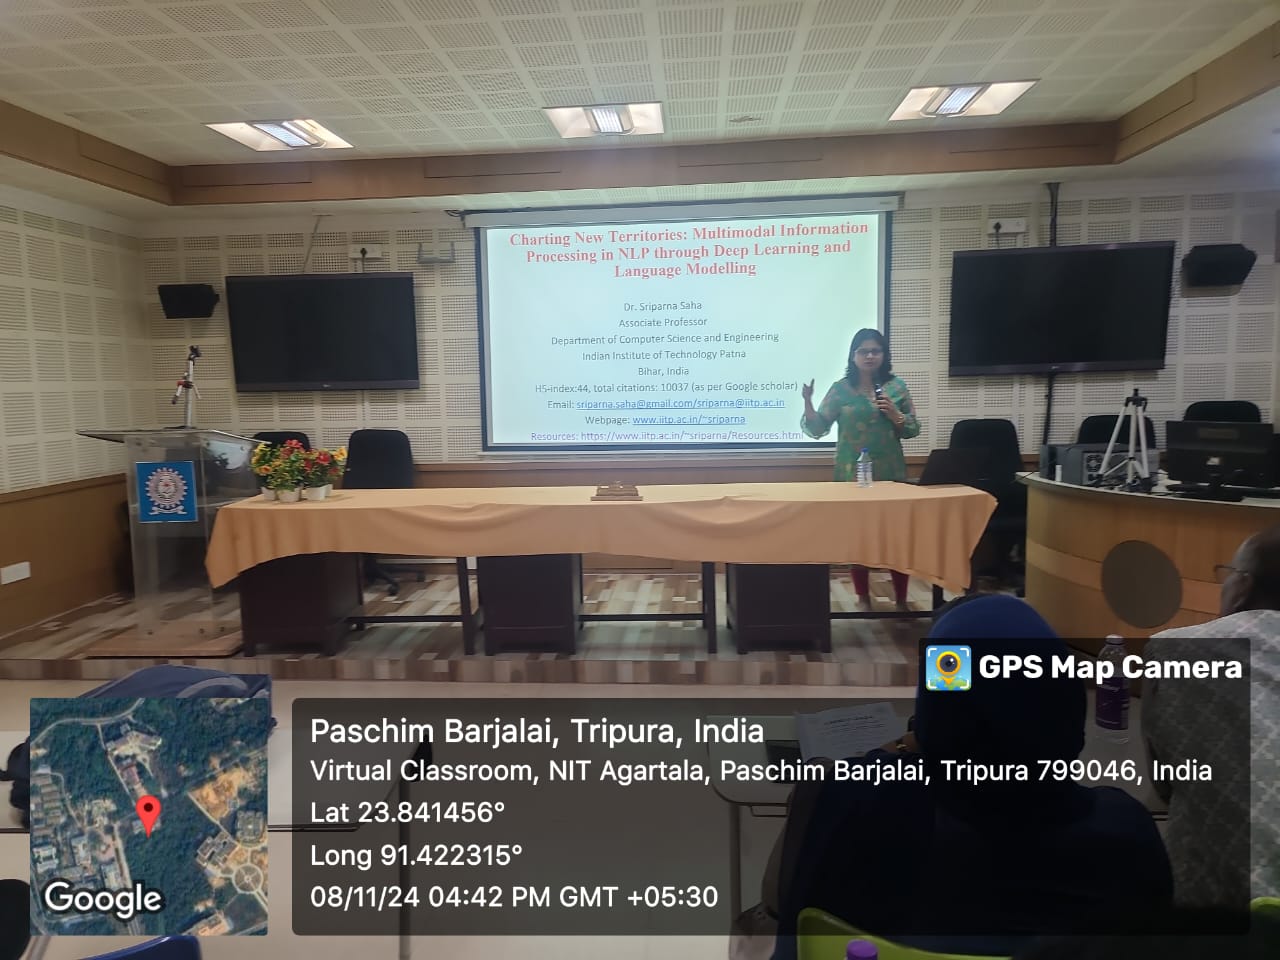 Charting New Territories: Multimodal Information
Processing in NLP through Deep Learning and
Language Modelling
Dr. Sriparna Saha
Associate Professor
Department of Computer Science and Engineering
Indian Institute of Technology Patna
Bihar, India
H5-index:44, total citations: 10037 (as per Google scholar)
Email: sriparna.saha@gmail.com/sriparna@iitp.ac.in
Webpage: www.iitp.ac.in/~sriparna
Resources: https://www.iitp.ac.in/~sriparna/Resources.html
GPS Map Camera
Paschim Barjalai, Tripura, India
Virtual Classroom, NIT Agartala, Paschim Barjalai, Tripura 799046, India
Lat 23.841456°
Long 91.422315°
08/11/24 04:42 PM GMT +05:30
Google